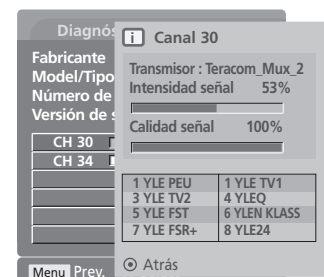 Diagnós
Fabricante
Model/Tipo
Número de
Versión de s
CH 30
CH 34
Menu Prev.
i Canal 30
Transmisor : Teracom_Mux_2
Intensidad señal 53%
Calidad señal 100%
1 YLE PEU 1 YLE TV1
3 YLE TV2 4 YLEQ
5 YLE FST 6 YLEN KLASS
7 YLE FSR+ 8 YLE24
Atrás